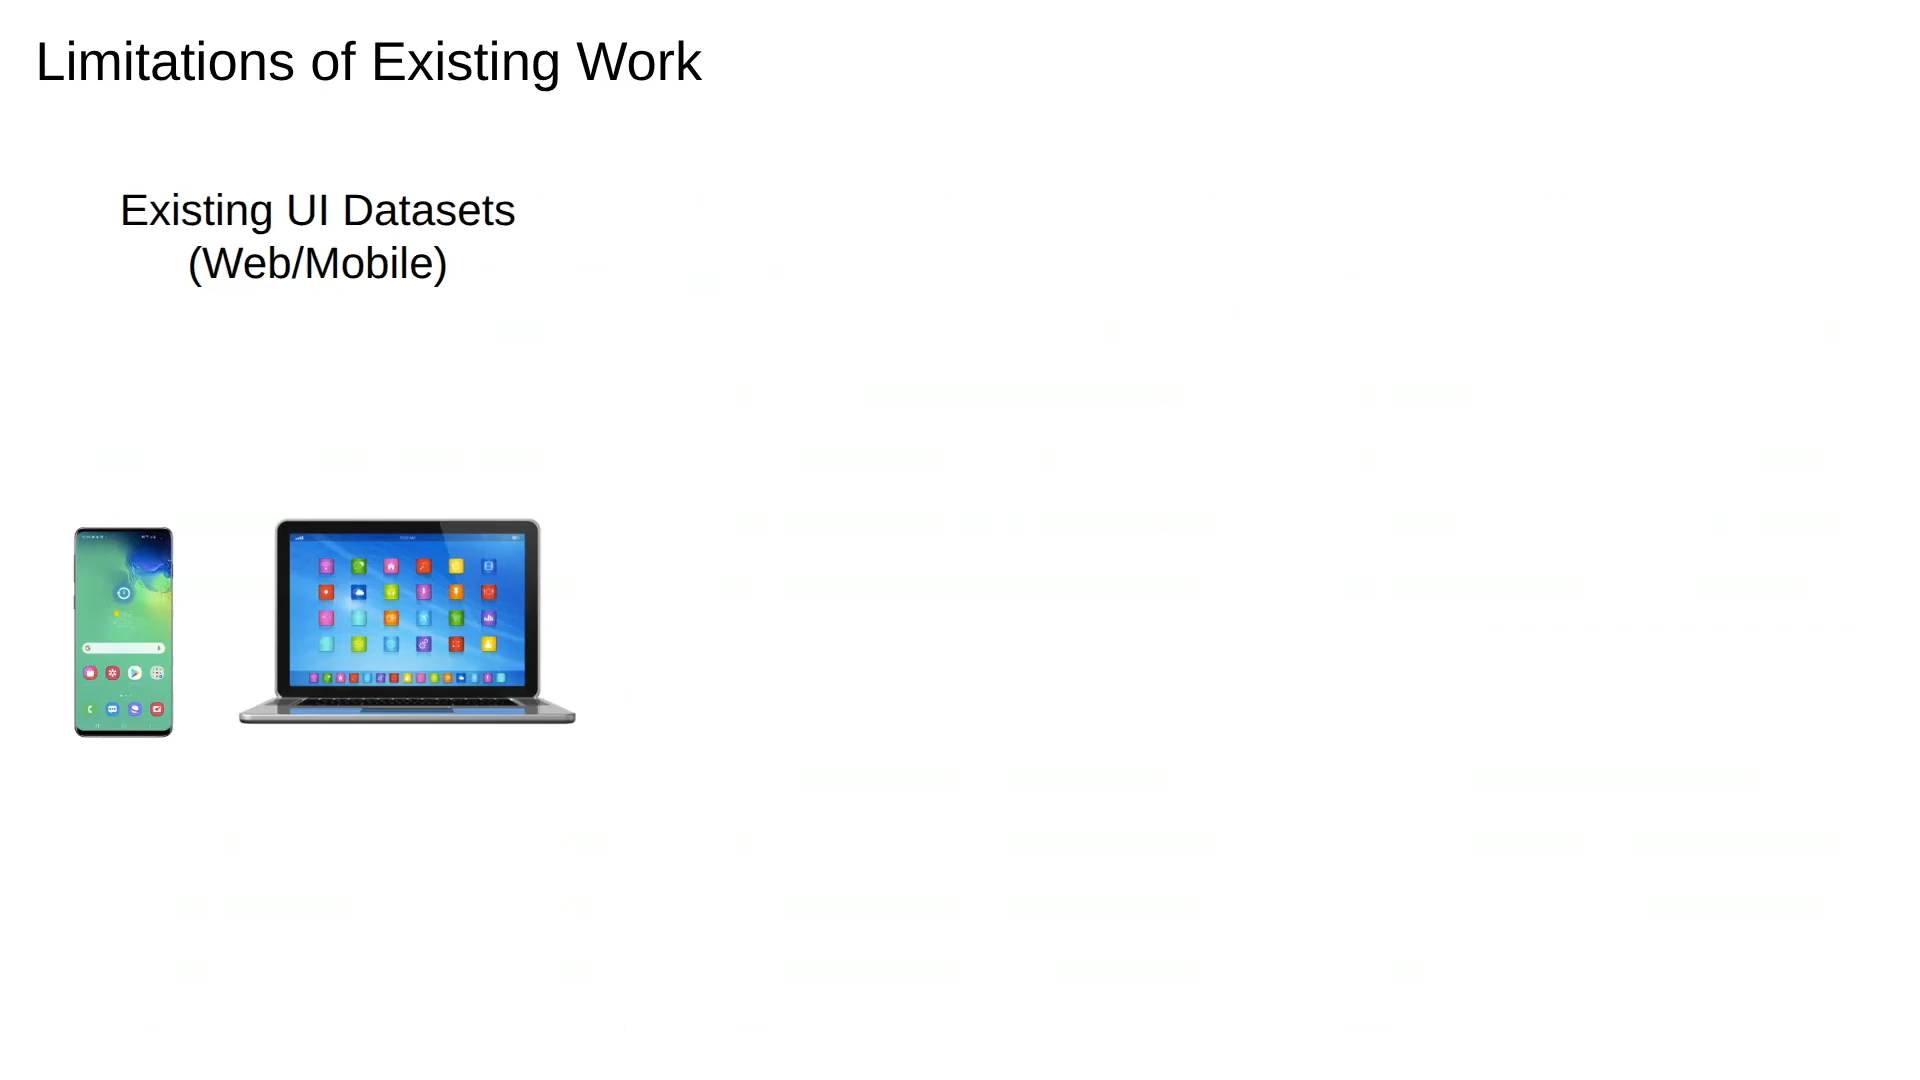 Limitations of Existing Work
Existing UI Datasets
(Web/Mobile)